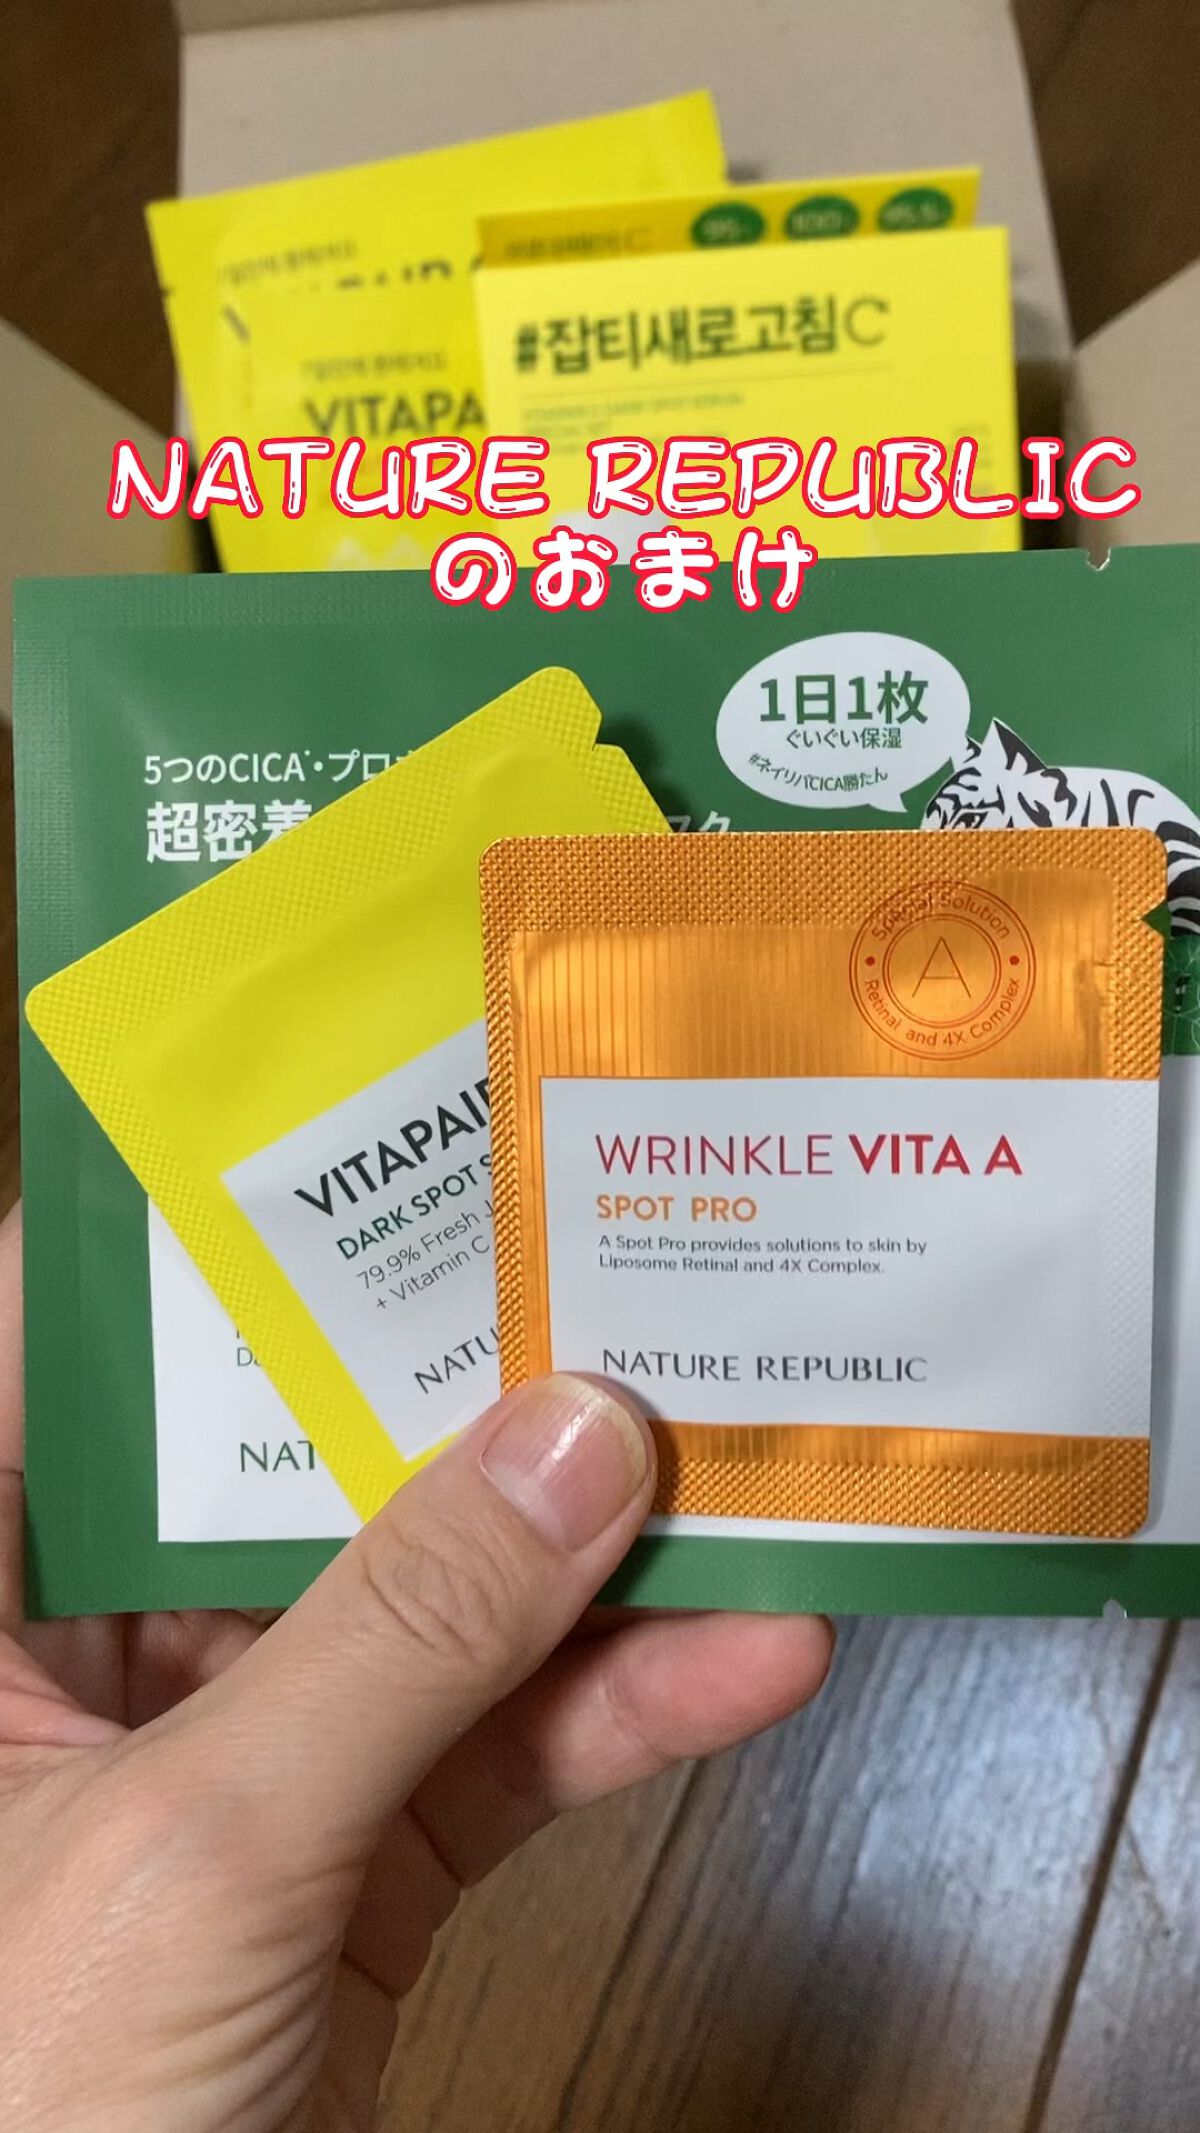 #잡티새로고침C
VITAPA
NATURE REPUBLIC
のおまけ
1日1枚
ぐいぐい保湿
#ネイリパCICA勝たん
5つのCICA*・プロ
超密着
スク
Special Solution
A
Retinal and 4X Complex
VITAPAI
DARK SPOT S
79.9% Fresh J
+ Vitamin C
NATU
WRINKLE VITA A
SPOT PRO
A Spot Pro provides solutions to skin by
Liposome Retinal and 4X Complex.
NATURE REPUBLIC
NAT